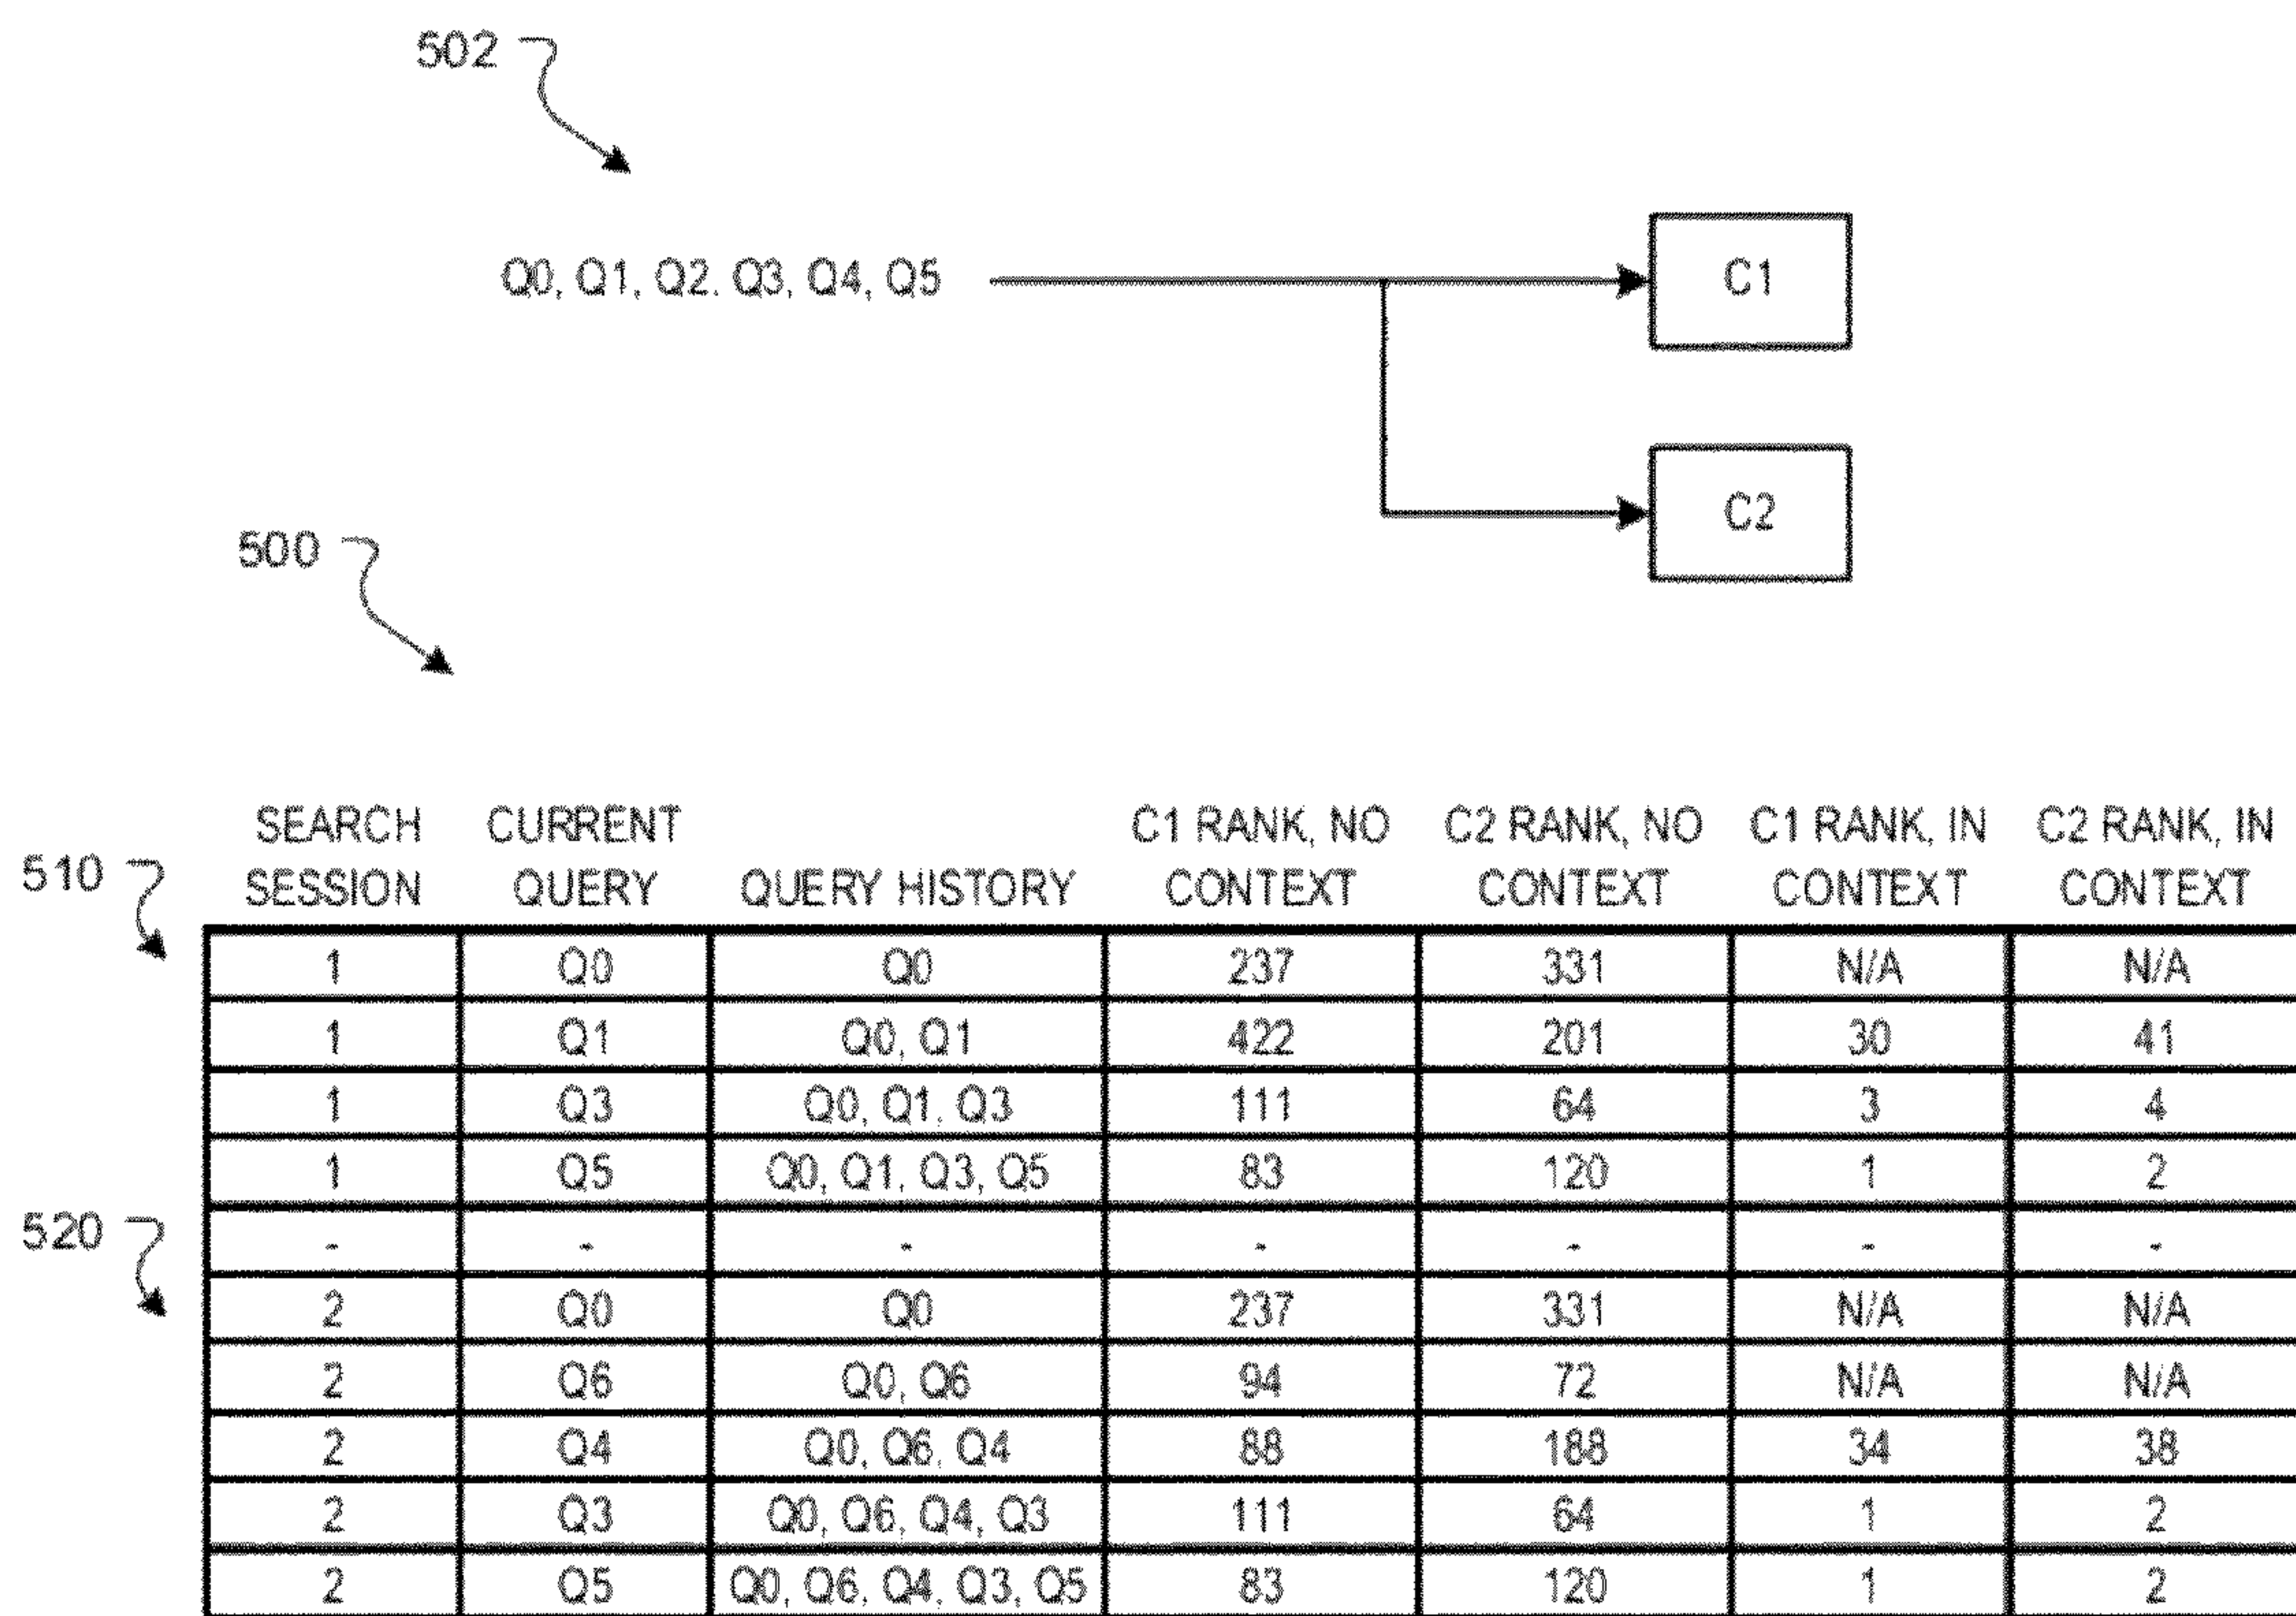 502
Q0, Q1, Q2. Q3, Q4, Q5
C1
C2
500
SEARCH SESSION CURRENT QUERY QUERY HISTORY C1 RANK, NO CONTEXT C2 RANK, NO CONTEXT C1 RANK, IN CONTEXT C2 RANK, IN CONTEXT
510
1 Q0 Q0 237 331 N/A N/A
1 Q1 Q0, Q1 422 201 30 41
1 Q3 Q0, Q1, Q3 111 64 3 4
1 Q5 Q0, Q1, Q3, Q5 83 120 1 2
520
- - - - - - -
2 Q0 Q0 237 331 N/A N/A
2 Q6 Q0, Q6 94 72 N/A N/A
2 Q4 Q0, Q6, Q4 88 188 34 38
2 Q3 Q0, Q6, Q4, Q3 111 64 1 2
2 Q5 Q0, Q6, Q4, Q3, Q5 83 120 1 2